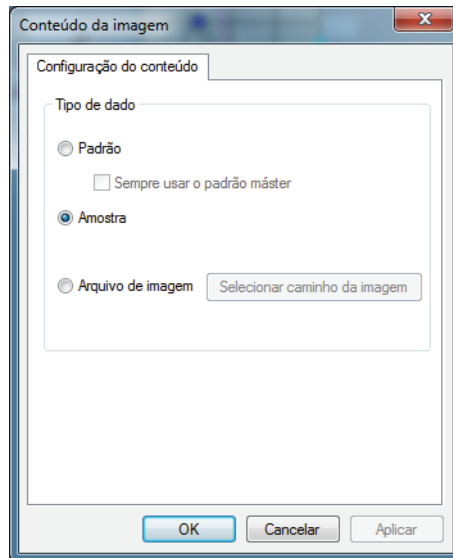 Conteúdo da imagem
Configuração do conteúdo
Tipo de dado
Padrão
Sempre usar o padrão máster
Amostra
Arquivo de imagem Selecionar caminho da imagem
OK Cancelar Aplicar